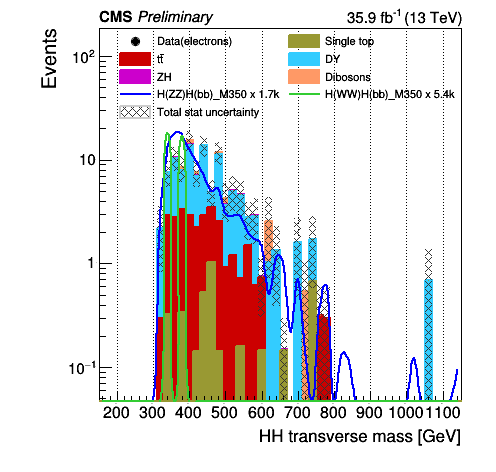 CMS Preliminary 35.9 fb⁻¹ (13 TeV)
Events
Data(electrons) Single top
tt̄ DY
ZH Dibosons
H(ZZ)H(bb)_M350 x 1.7k H(WW)H(bb)_M350 x 5.4k
Total stat uncertainty
10²
10
1
10⁻¹
200 300 400 500 600 700 800 900 1000 1100
HH transverse mass [GeV]